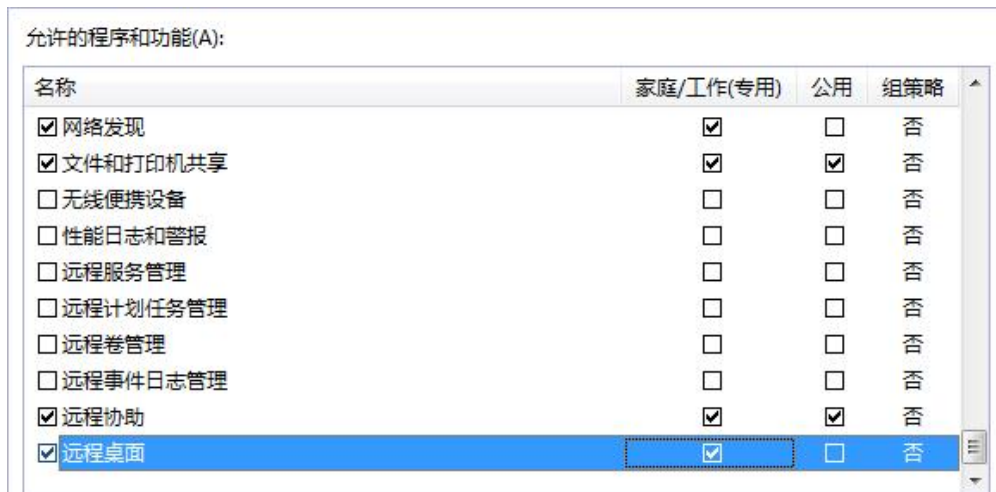 允许的程序和功能(A):
名称 家庭/工作(专用) 公用 组策略
网络发现 否
文件和打印机共享 否
无线便携设备 否
性能日志和警报 否
远程服务管理 否
远程计划任务管理 否
远程卷管理 否
远程事件日志管理 否
远程协助 否
远程桌面 否